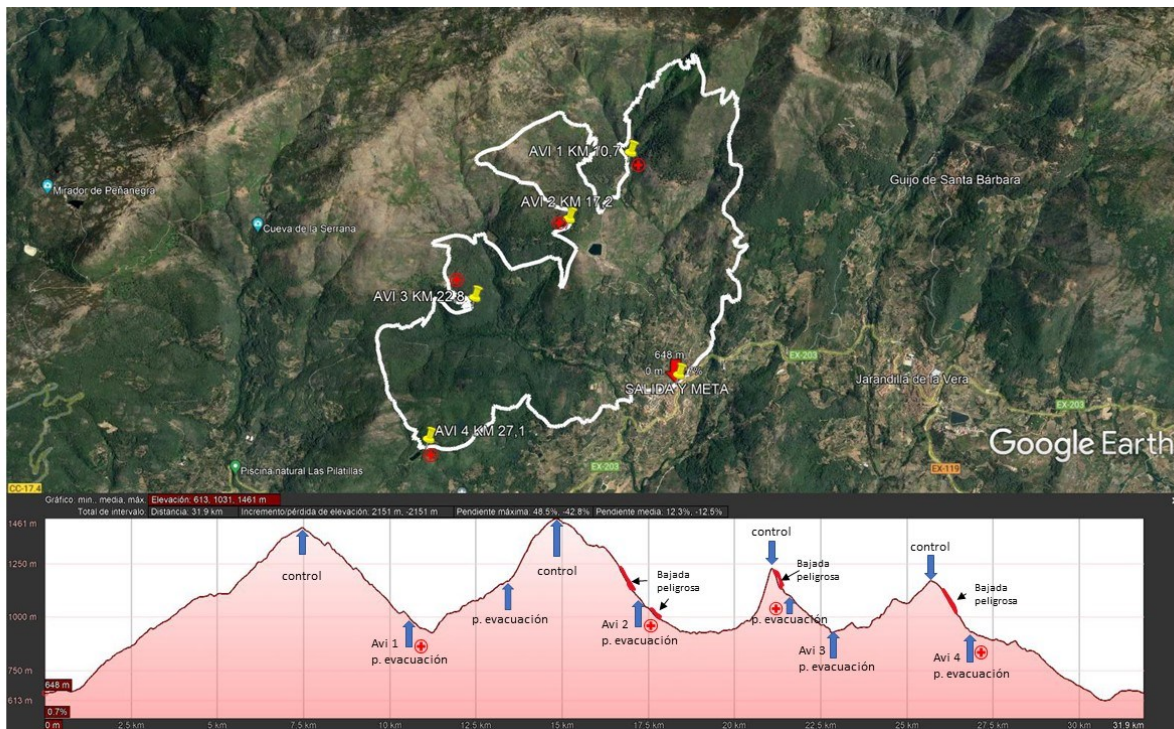 AVI 1 KM 10,7
Guijo de Santa Bárbara
Mirador de Peñanegra
AVI 2 KM 17,2
Cueva de la Serrana
AVI 3 KM 22,8
648 m
0 m
EX-203
SALIDA Y META
Jarandilla de la Vera
EX-203
AVI 4 KM 27,1
Google Earth
Piscina natural Las Pilatillas
EX-203
EX-119
CC-17.4
Gráfico: min., media, máx. Elevación: 613, 1031, 1461 m
Total de intervalo: Distancia: 31.9 km Incremento/pérdida de elevación: 2151 m, -2151 m Pendiente máxima: 48.5%, -42.8% Pendiente media: 12.3%, -12.5%
1461 m
1250 m
1000 m
750 m
648 m
613 m
0.7%
control
control
control
control
Bajada
peligrosa
Bajada
peligrosa
Bajada
peligrosa
p. evacuación
Avi 1
p. evacuación
Avi 2
p. evacuación
p. evacuación
Avi 3
p. evacuación
Avi 4
p. evacuación
0 m 2.5 km 5 km 7.5 km 10 km 12.5 km 15 km 17.5 km 20 km 22.5 km 25 km 27.5 km 30 km 31.9 km